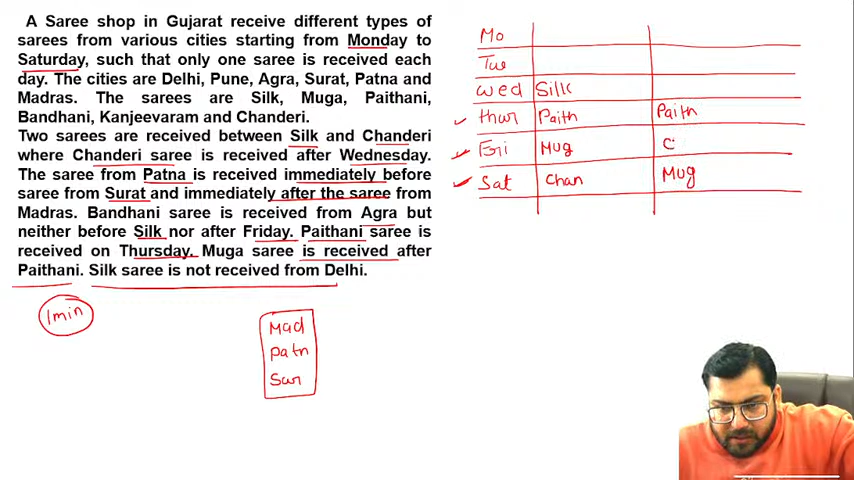 A Saree shop in Gujarat receive different types of
sarees from various cities starting from Monday to
Saturday, such that only one saree is received each
day. The cities are Delhi, Pune, Agra, Surat, Patna and
Madras. The sarees are Silk, Muga, Paithani,
Bandhani, Kanjeevaram and Chanderi.
Two sarees are received between Silk and Chanderi
where Chanderi saree is received after Wednesday.
The saree from Patna is received immediately before
saree from Surat and immediately after the saree from
Madras. Bandhani saree is received from Agra but
neither before Silk nor after Friday. Paithani saree is
received on Thursday. Muga saree is received after
Paithani. Silk saree is not received from Delhi.
1min
Mad
Patn
Sur
Mo
Tue
wed Silk
thur Paith Paith
Fri Mug C
Sat Chan Mug